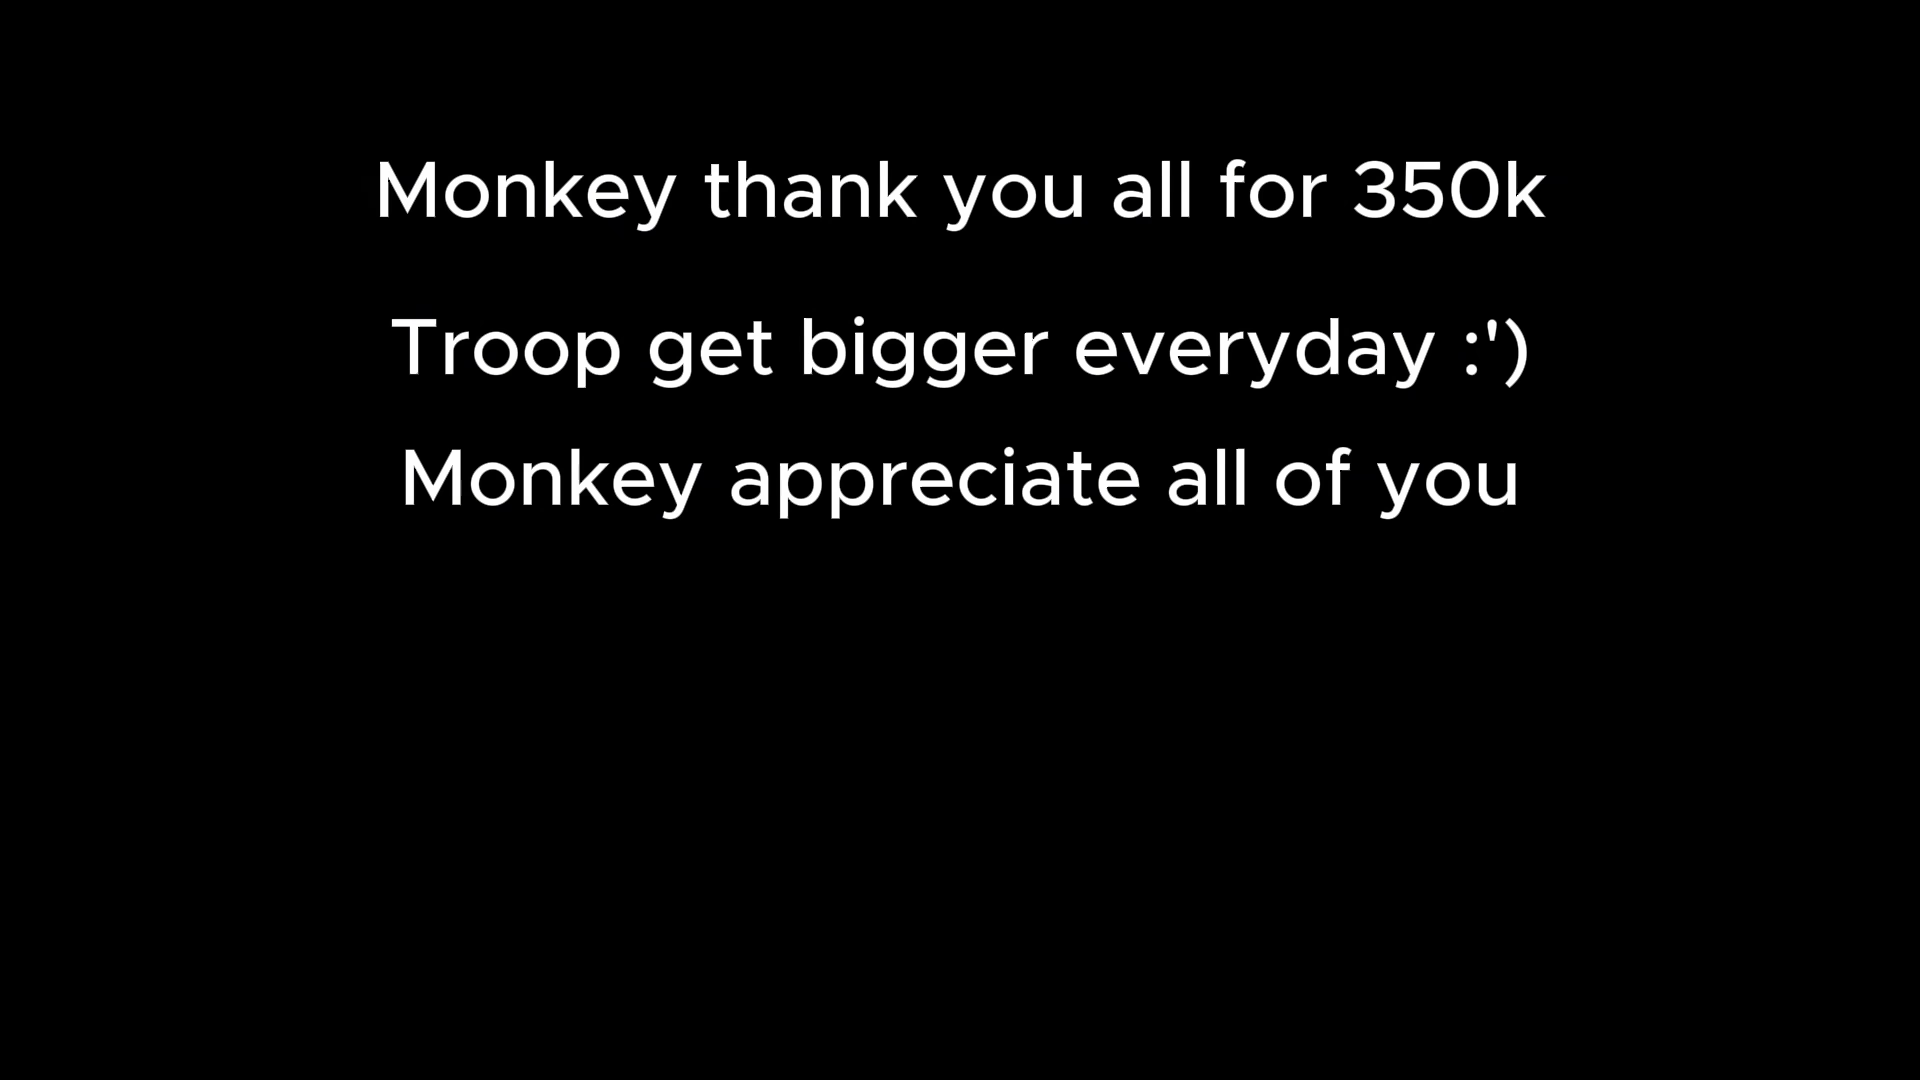 Monkey thank you all for 350k
Troop get bigger everyday :')
Monkey appreciate all of you